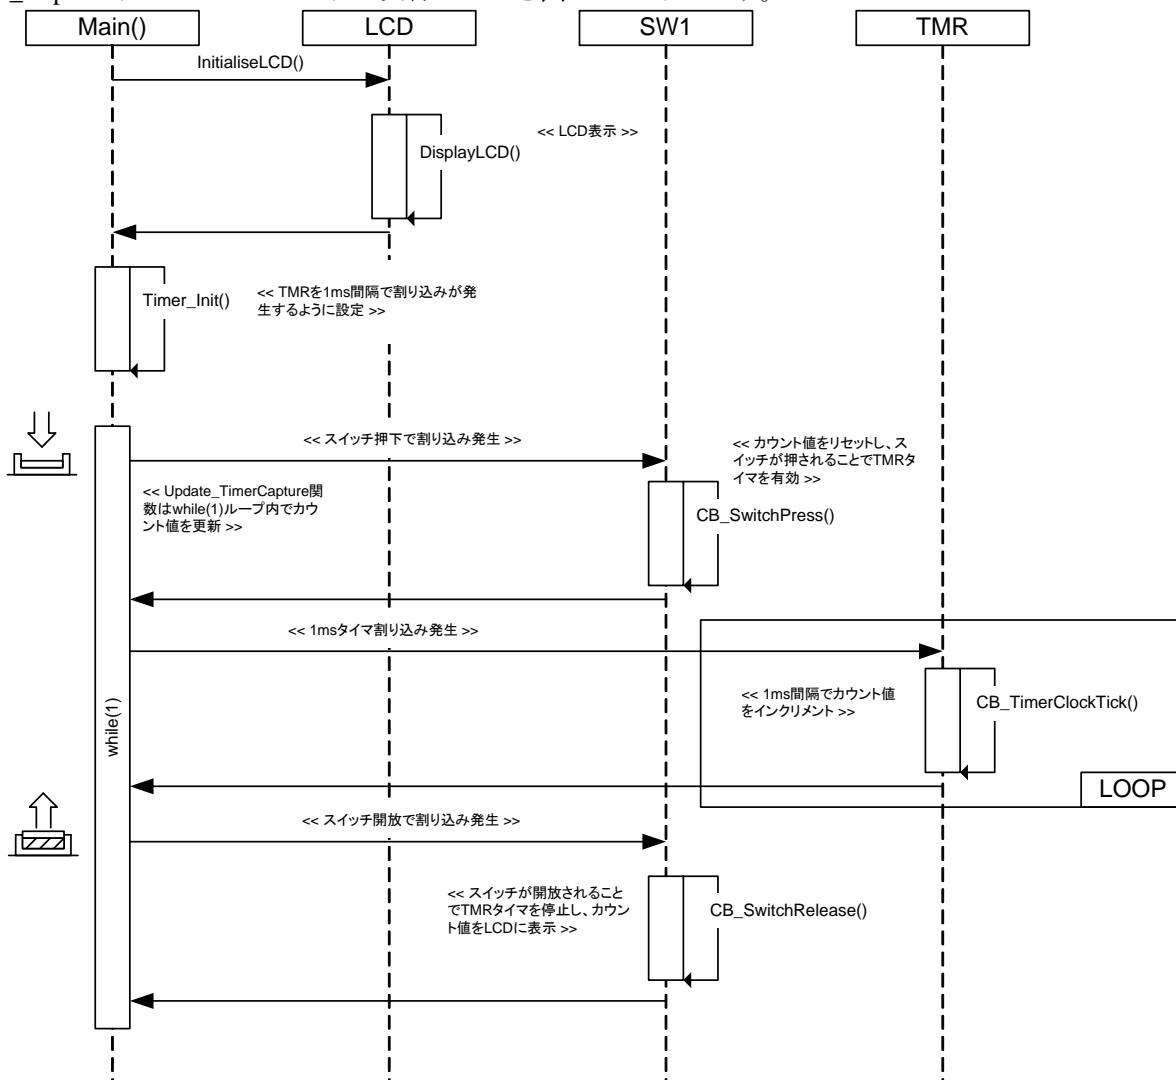 Main()
LCD
SW1
TMR
InitialiseLCD()
<< LCD表示 >>
DisplayLCD()
Timer_Init()
<< TMRを1ms間隔で割り込みが発
生するように設定 >>
<< スイッチ押下で割り込み発生 >>
<< カウント値をリセットし、ス
イッチが押されることでTMRタ
イマを有効 >>
<< Update_TimerCapture関
数はwhile(1)ループ内でカウ
ント値を更新 >>
CB_SwitchPress()
<< 1msタイマ割り込み発生 >>
<< 1ms間隔でカウント値
をインクリメント >>
CB_TimerClockTick()
while(1)
LOOP
<< スイッチ開放で割り込み発生 >>
<< スイッチが開放されること
でTMRタイマを停止し、カウン
ト値をLCDに表示 >>
CB_SwitchRelease()